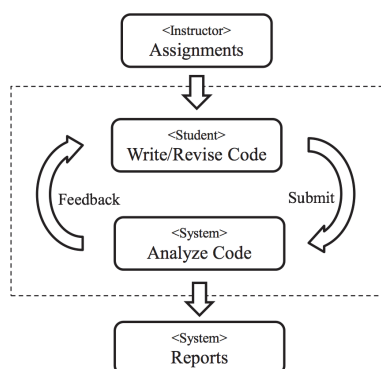 <Instructor>
Assignments
<Student>
Write/Revise Code
Feedback
Submit
<System>
Analyze Code
<System>
Reports